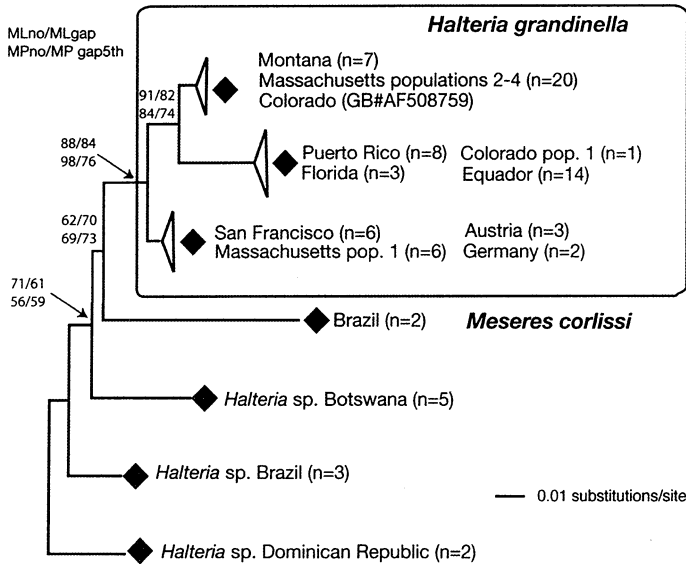 MLno/MLgap
MPno/MP gap5th
Halteria grandinella
Montana (n=7)
Massachusetts populations 2-4 (n=20)
Colorado (GB#AF508759)
91/82
84/74
Puerto Rico (n=8)
Florida (n=3)
Colorado pop. 1 (n=1)
Equador (n=14)
88/84
98/76
San Francisco (n=6)
Massachusetts pop. 1 (n=6)
Austria (n=3)
Germany (n=2)
62/70
69/73
71/61
56/59
Brazil (n=2)
Meseres corlissi
Halteria sp. Botswana (n=5)
Halteria sp. Brazil (n=3)
0.01 substitutions/site
Halteria sp. Dominican Republic (n=2)